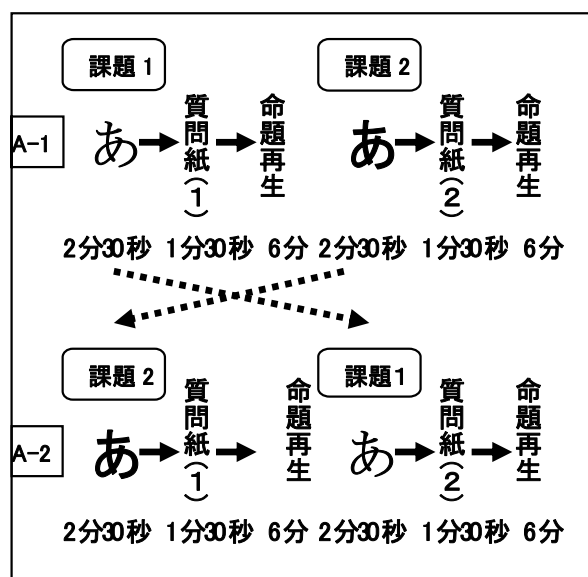 課題1 課題2
A-1 あ 質問紙(1) 命題再生 あ 質問紙(2) 命題再生
2分30秒 1分30秒 6分 2分30秒 1分30秒 6分
課題2 課題1
A-2 あ 質問紙(1) 命題再生 あ 質問紙(2) 命題再生
2分30秒 1分30秒 6分 2分30秒 1分30秒 6分